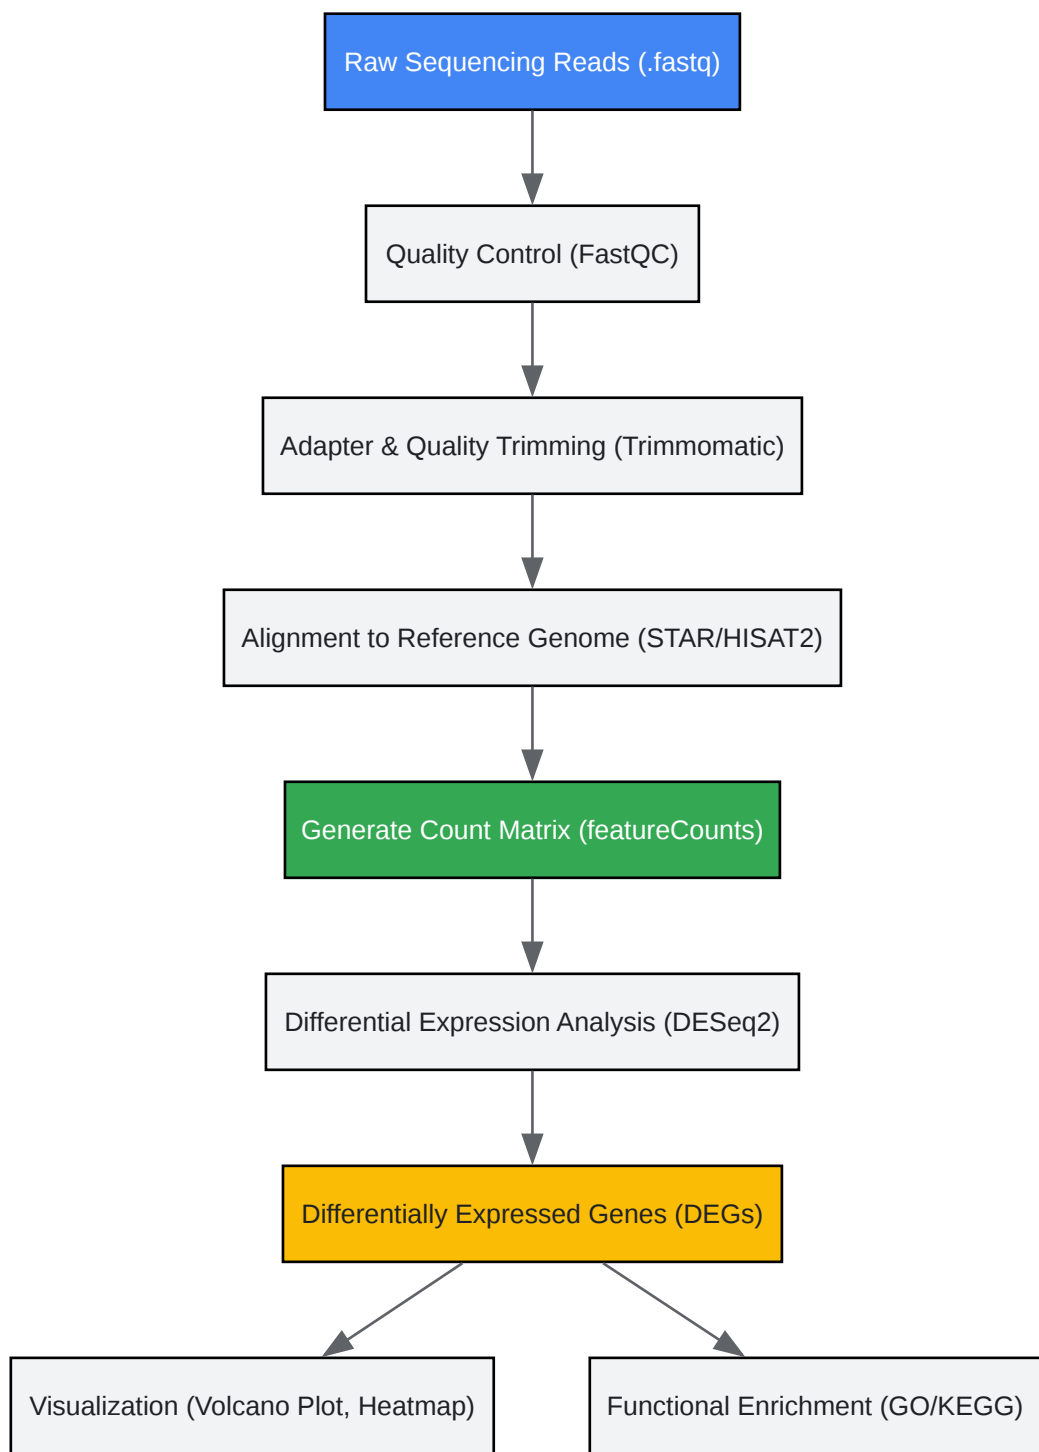 Raw Sequencing Reads (.fastq)
Quality Control (FastQC)
Adapter & Quality Trimming (Trimmomatic)
Alignment to Reference Genome (STAR/HISAT2)
Generate Count Matrix (featureCounts)
Differential Expression Analysis (DESeq2)
Differentially Expressed Genes (DEGs)
Visualization (Volcano Plot, Heatmap)
Functional Enrichment (GO/KEGG)